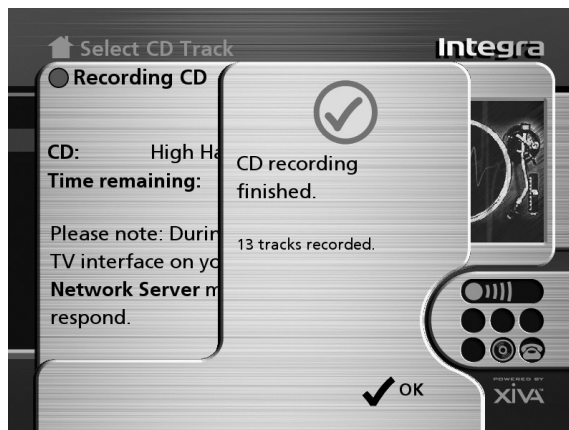 Select CD Track
Integra
Recording CD
CD: High Ha
Time remaining:
Please note: Durin
TV interface on yo
Network Server m
respond.
CD recording
finished.
13 tracks recorded.
OK
POWERED BY
XiVA